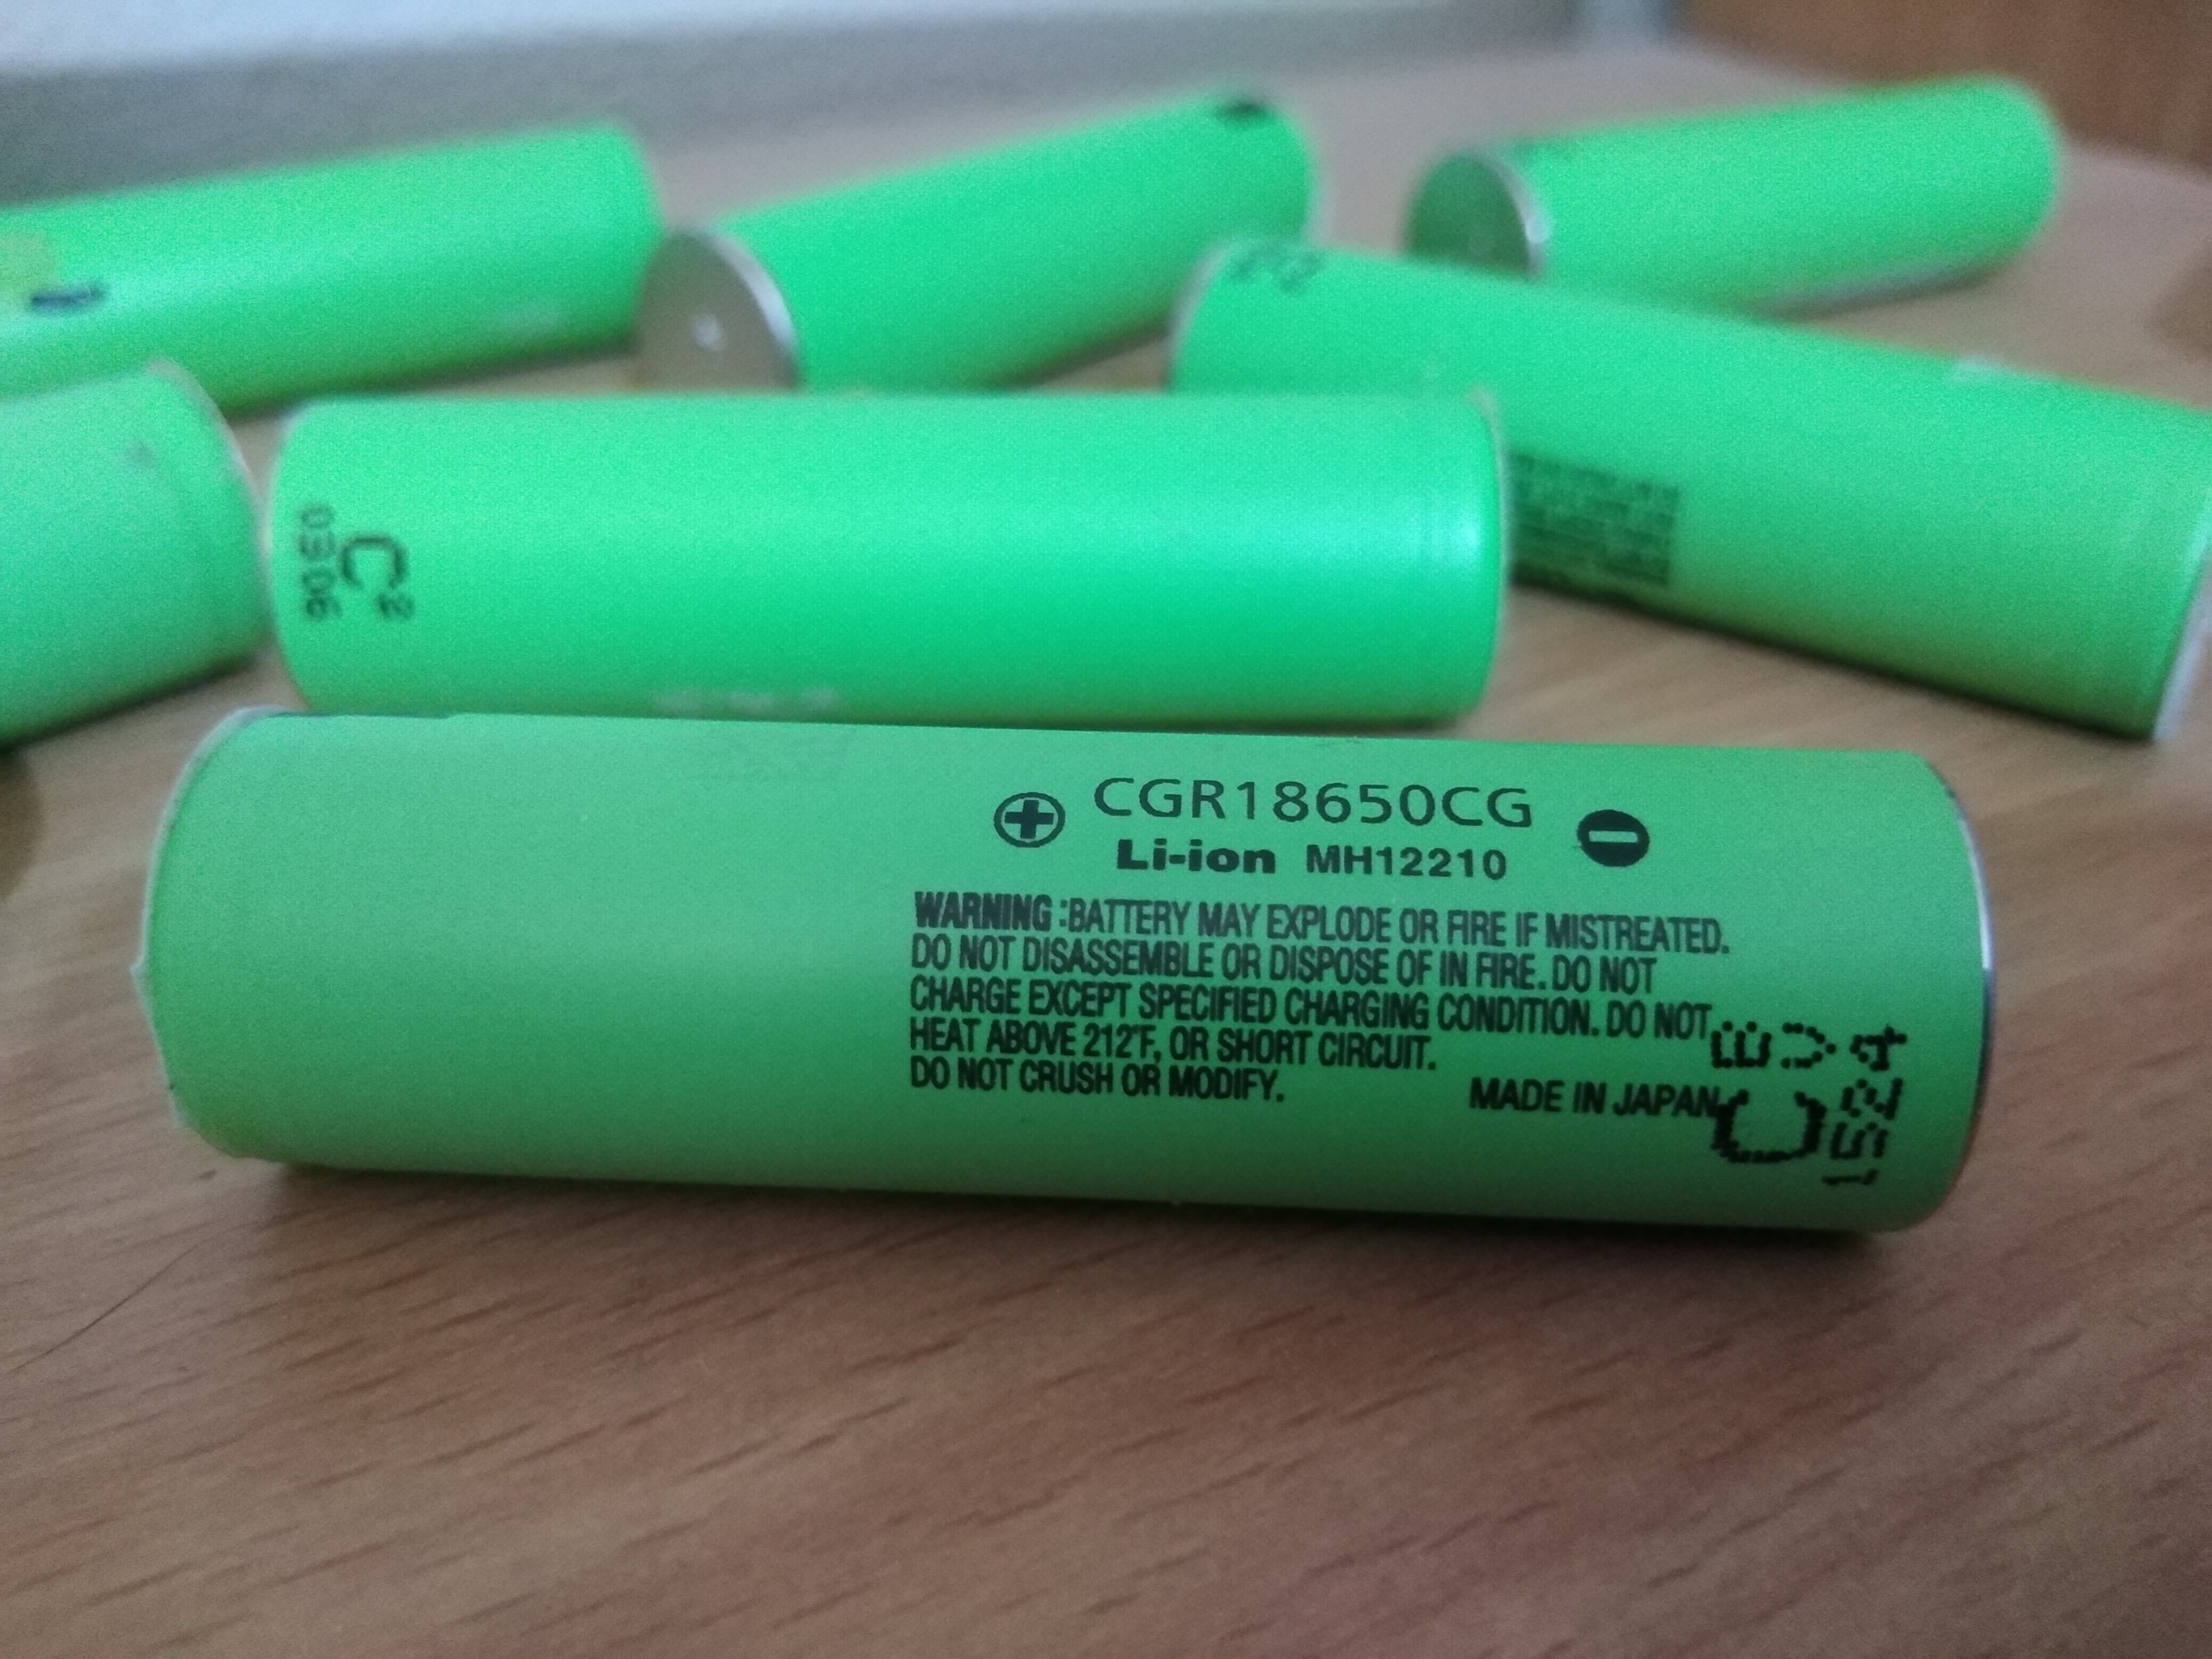 CGR18650CG
Li-ion MH12210
WARNING :BATTERY MAY EXPLODE OR FIRE IF MISTREATED.
DO NOT DISASSEMBLE OR DISPOSE OF IN FIRE. DO NOT
CHARGE EXCEPT SPECIFIED CHARGING CONDITION. DO NOT
HEAT ABOVE 212°F, OR SHORT CIRCUIT.
DO NOT CRUSH OR MODIFY.
MADE IN JAPAN
C
1524
C